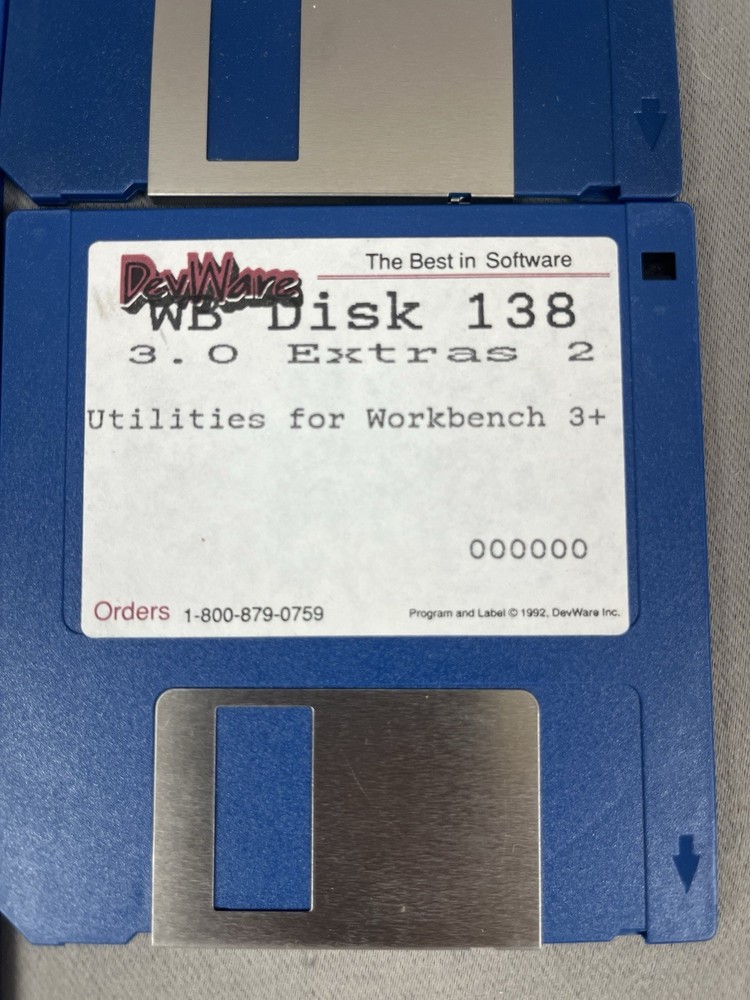 DevWare
The Best in Software
WB Disk 138
3.0 Extras 2
Utilities for Workbench 3+
000000
Orders 1-800-879-0759
Program and Label © 1992, DevWare Inc.